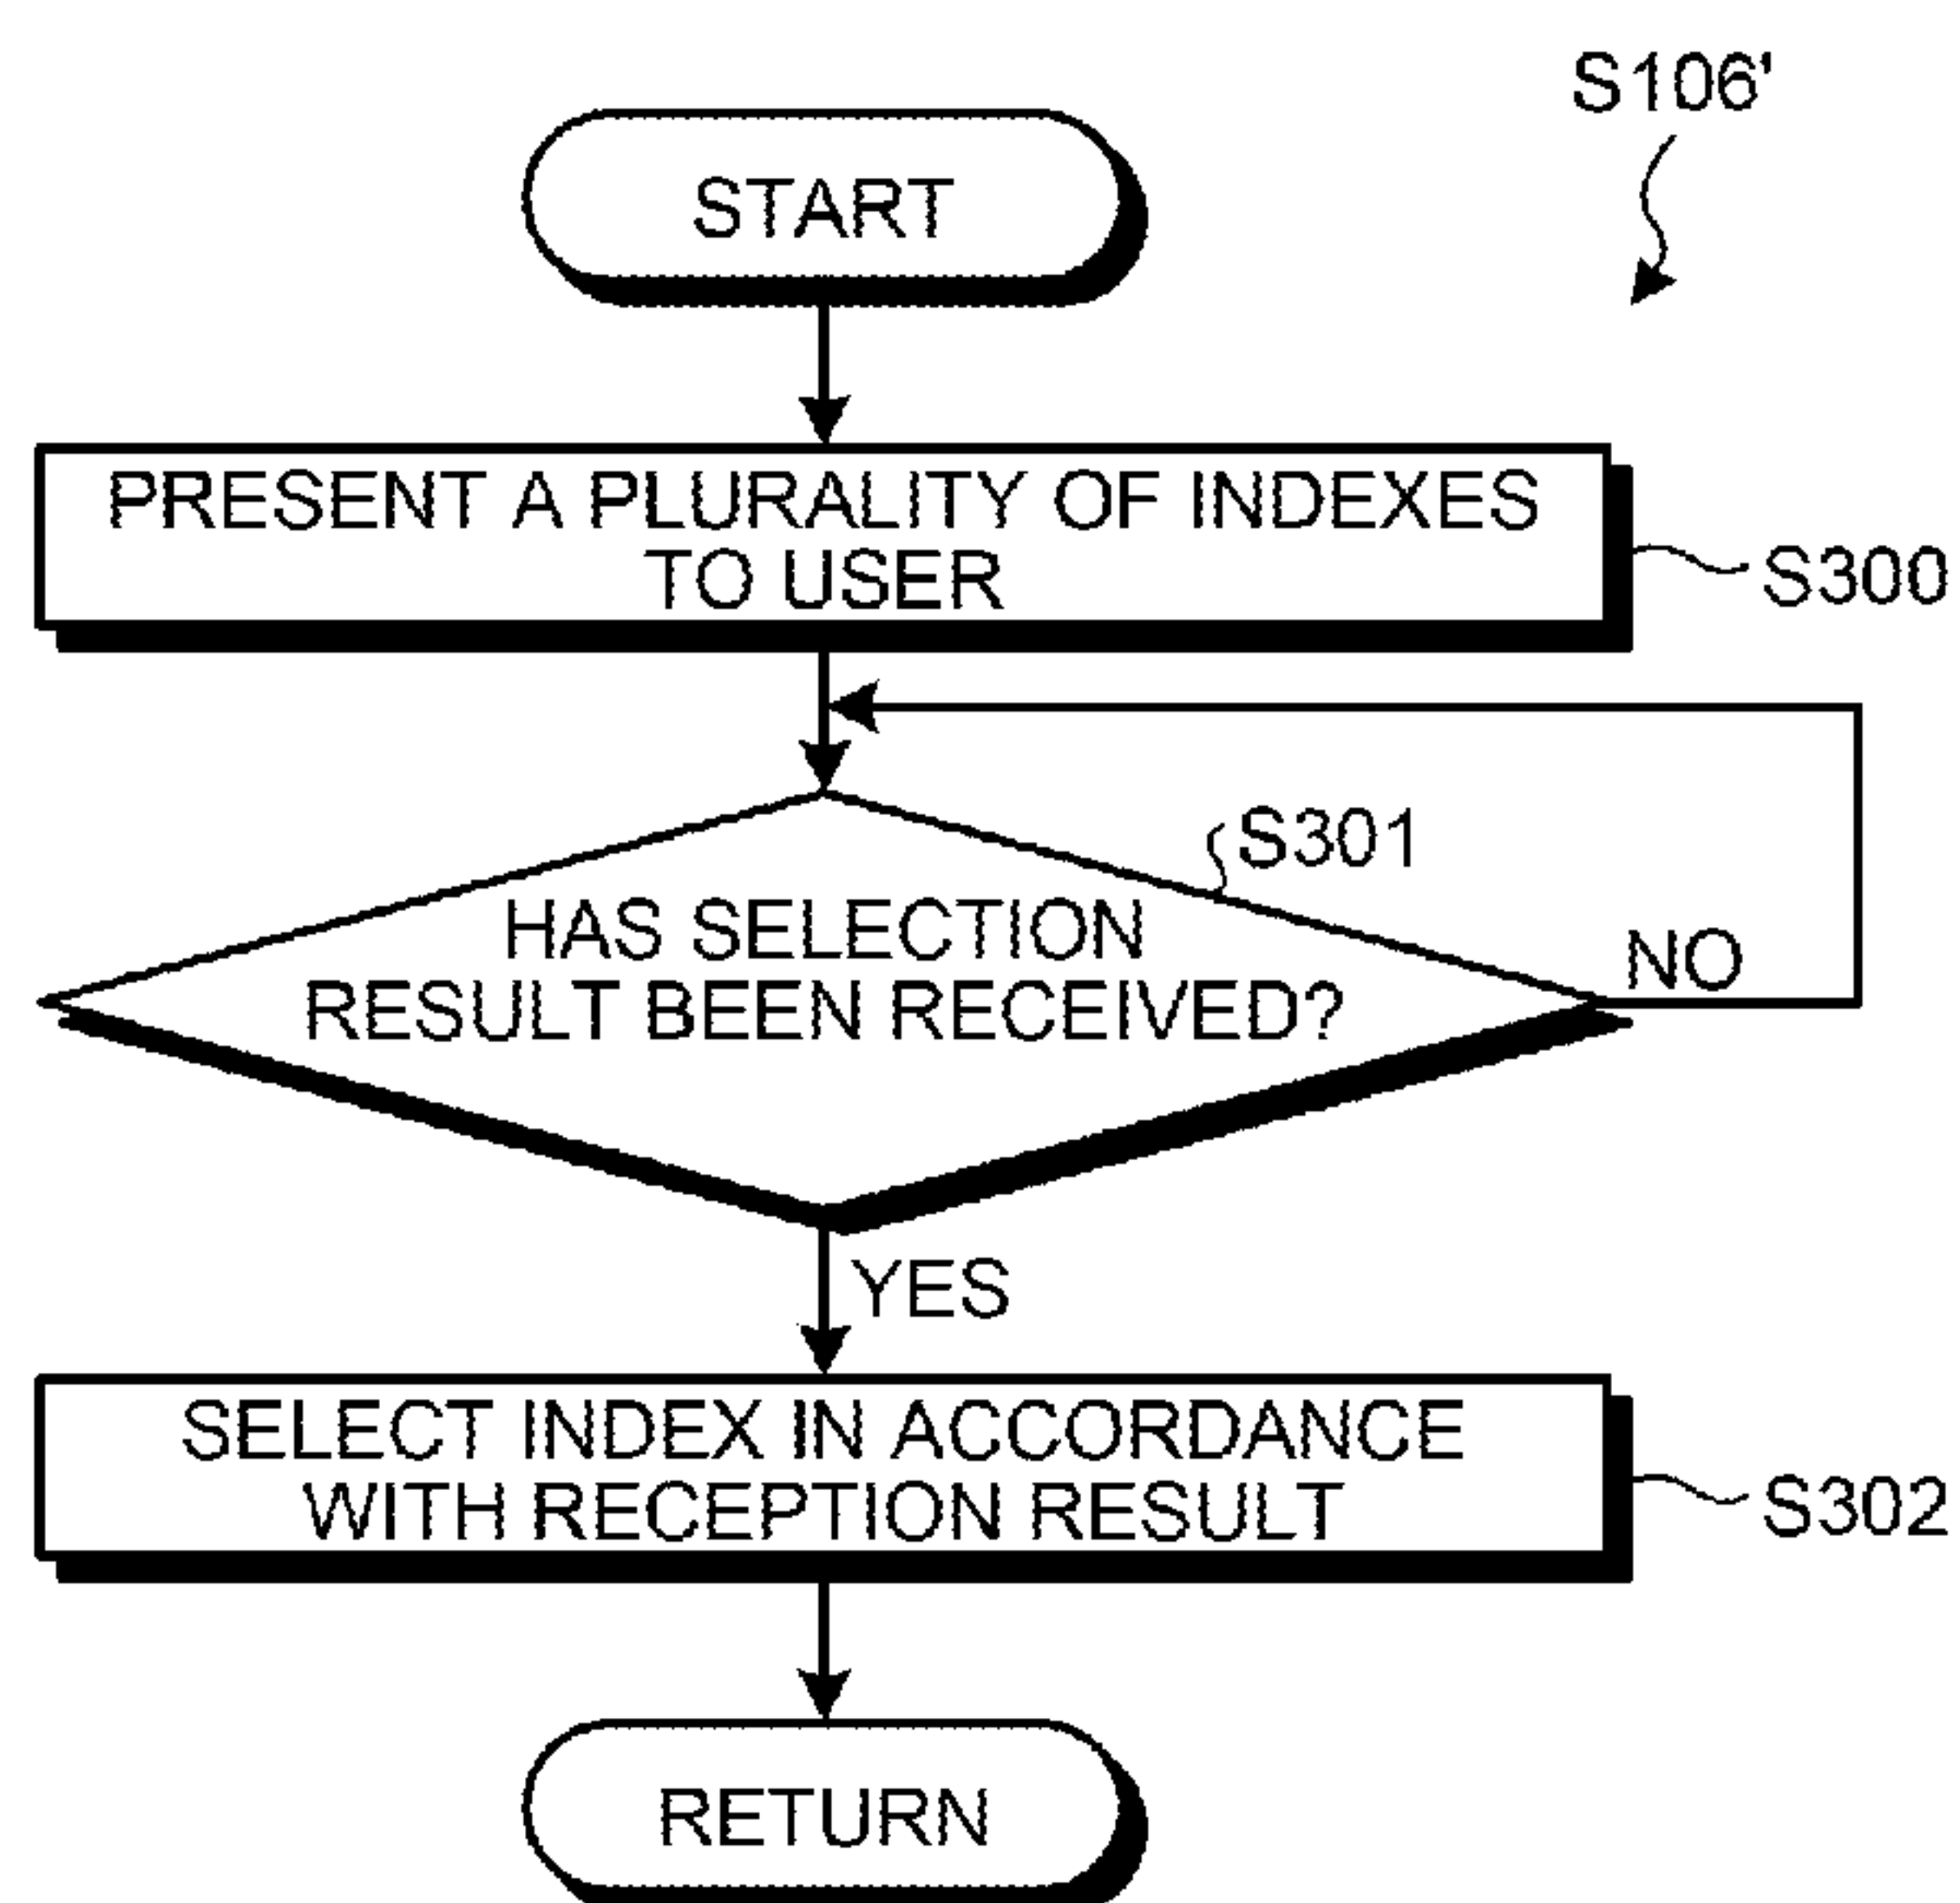 S106'
START
PRESENT A PLURALITY OF INDEXES
TO USER
S300
S301
HAS SELECTION
RESULT BEEN RECEIVED?
NO
YES
SELECT INDEX IN ACCORDANCE
WITH RECEPTION RESULT
S302
RETURN